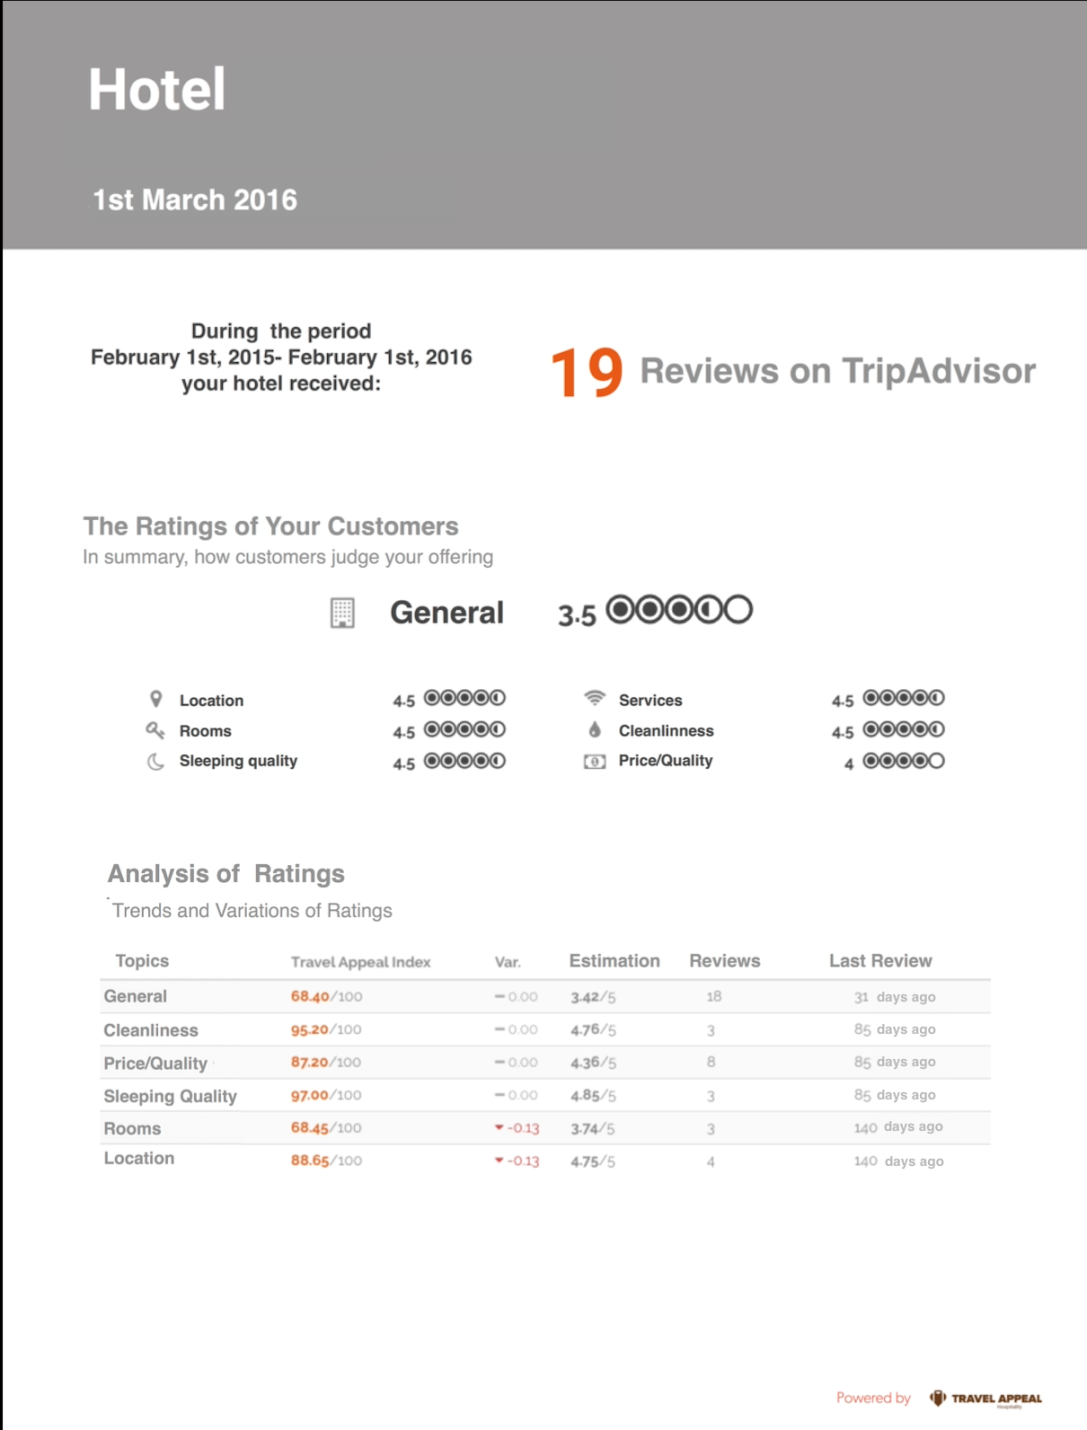 Hotel
1st March 2016
During the period
February 1st, 2015- February 1st, 2016
your hotel received:
19 Reviews on TripAdvisor
The Ratings of Your Customers
In summary, how customers judge your offering
General 3.5
Location 4.5 Services 4.5
Rooms 4.5 Cleanlinness 4.5
Sleeping quality 4.5 Price/Quality 4
Analysis of Ratings
Trends and Variations of Ratings
Topics Travel Appeal Index Var. Estimation Reviews Last Review
General 68.40/100 – 0.00 3.42/5 18 31 days ago
Cleanliness 95.20/100 – 0.00 4.76/5 3 85 days ago
Price/Quality 87.20/100 – 0.00 4.36/5 8 85 days ago
Sleeping Quality 97.00/100 – 0.00 4.85/5 3 85 days ago
Rooms 68.45/100 -0.13 3.74/5 3 140 days ago
Location 88.65/100 -0.13 4.75/5 4 140 days ago
Powered by TRAVEL APPEAL
Hospitality